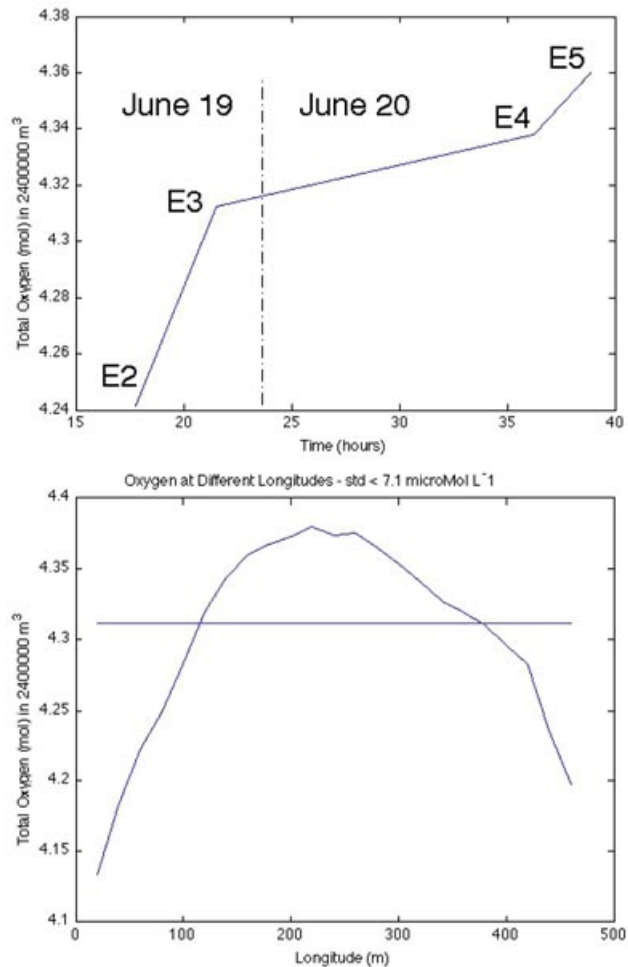 4.38
4.36
4.34
4.32
4.3
4.28
4.26
4.24
Total Oxygen (mol) in 2400000 m³
June 19 June 20
E2
E3
E4
E5
15 20 25 30 35 40
Time (hours)
Oxygen at Different Longitudes - std < 7.1 microMol L⁻1
4.4
4.35
4.3
4.25
4.2
4.15
4.1
Total Oxygen (mol) in 2400000 m³
0 100 200 300 400 500
Longitude (m)